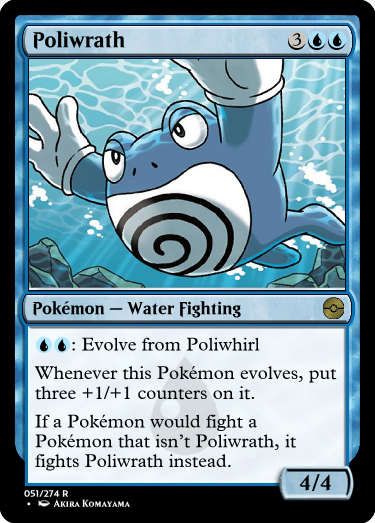 Poliwrath 3
Pokémon — Water Fighting
: Evolve from Poliwhirl
Whenever this Pokémon evolves, put
three +1/+1 counters on it.
If a Pokémon would fight a
Pokémon that isn't Poliwrath, it
fights Poliwrath instead.
4/4
051/274 R
• Akira Komayama